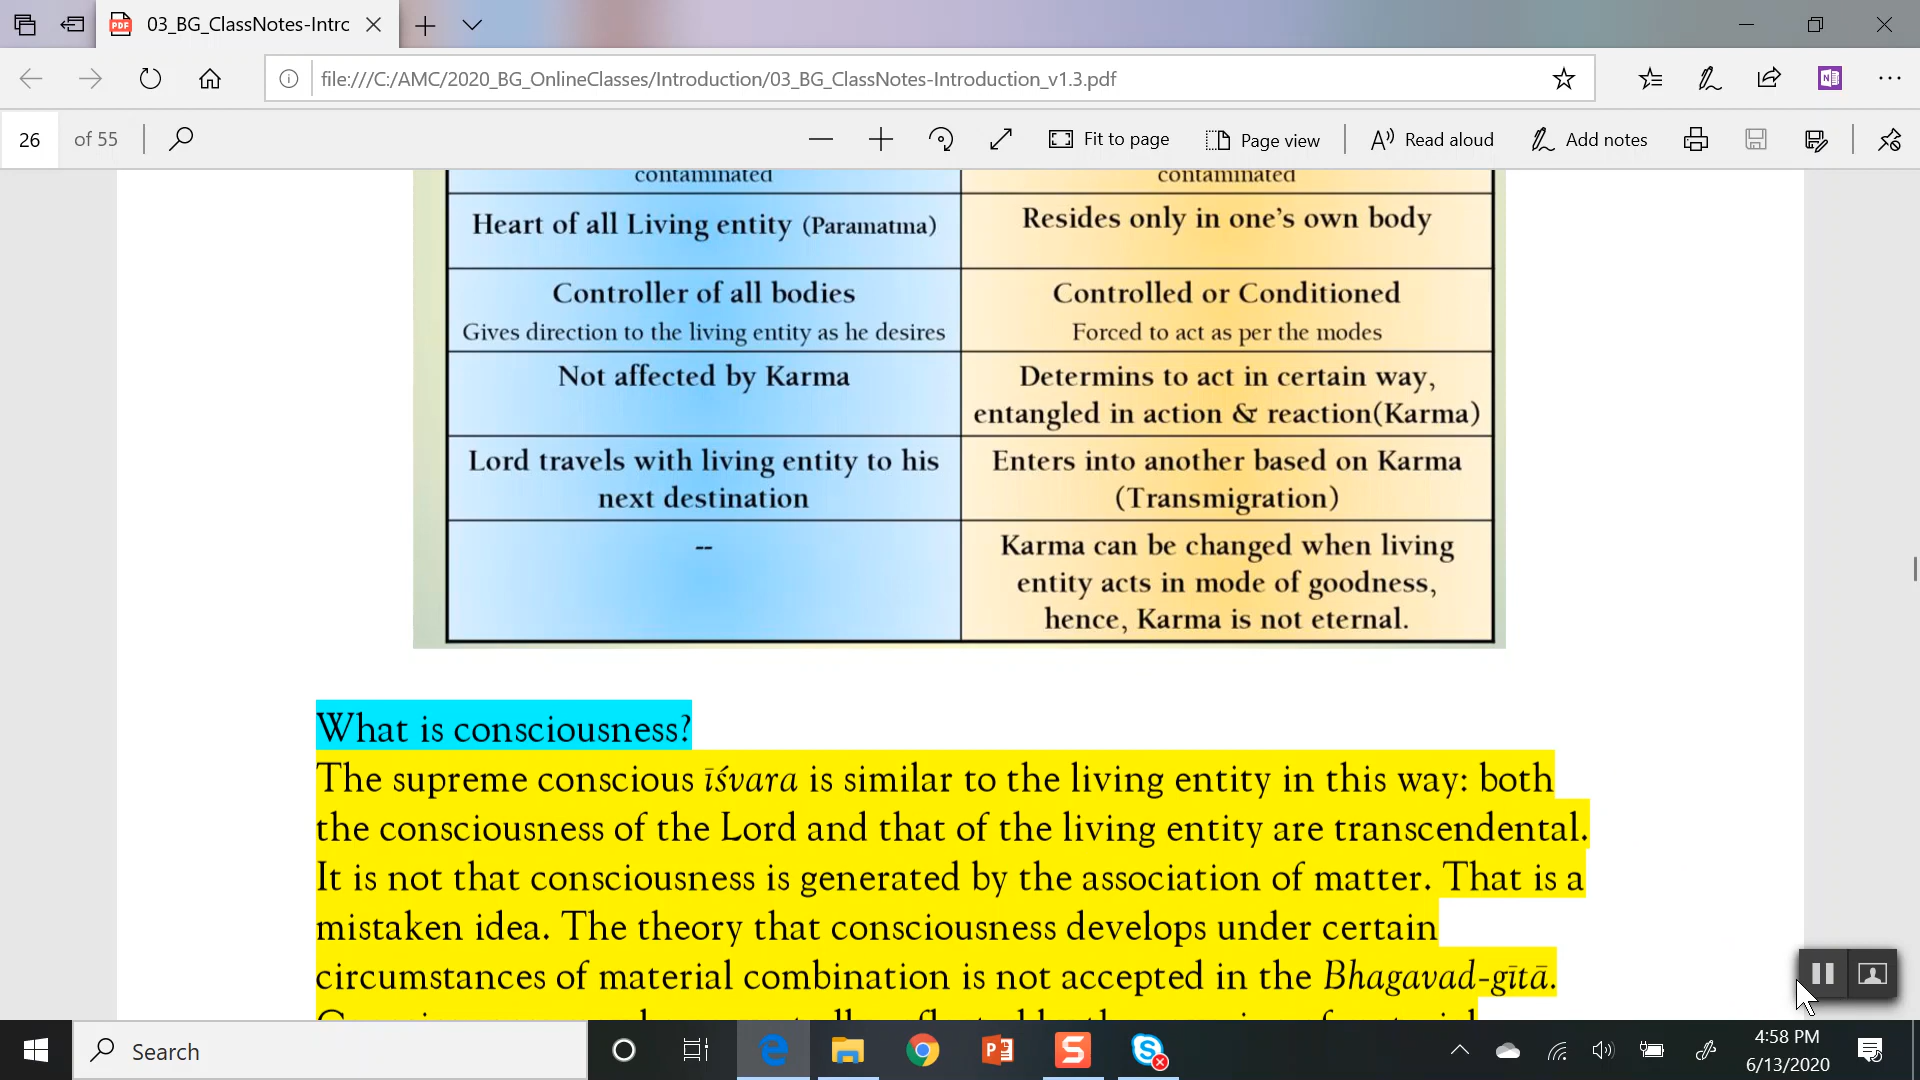 03_BG_ClassNotes-Intrc
file:///C:/AMC/2020_BG_OnlineClasses/Introduction/03_BG_ClassNotes-Introduction_v1.3.pdf
26 of 55
Fit to page
Page view
Read aloud
Add notes
contaminated
contaminated
Heart of all Living entity (Paramatma)
Resides only in one's own body
Controller of all bodies
Gives direction to the living entity as he desires
Controlled or Conditioned
Forced to act as per the modes
Not affected by Karma
Determins to act in certain way,
entangled in action & reaction(Karma)
Lord travels with living entity to his
next destination
Enters into another based on Karma
(Transmigration)
--
Karma can be changed when living
entity acts in mode of goodness,
hence, Karma is not eternal.
What is consciousness?
The supreme conscious īśvara is similar to the living entity in this way: both
the consciousness of the Lord and that of the living entity are transcendental.
It is not that consciousness is generated by the association of matter. That is a
mistaken idea. The theory that consciousness develops under certain
circumstances of material combination is not accepted in the Bhagavad-gītā.
Search
4:58 PM
6/13/2020